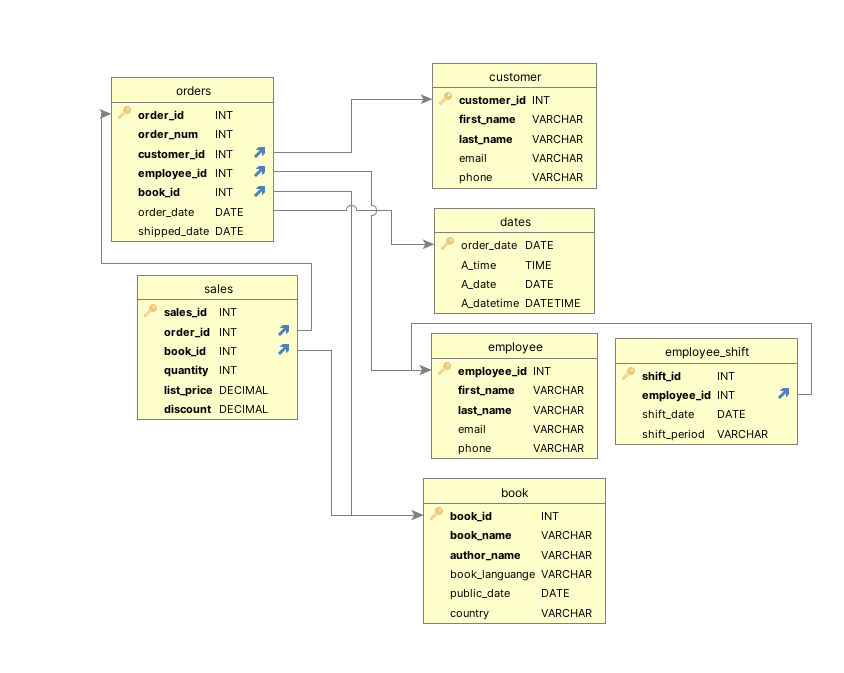 orders
order_id INT
order_num INT
customer_id INT
employee_id INT
book_id INT
order_date DATE
shipped_date DATE
customer
customer_id INT
first_name VARCHAR
last_name VARCHAR
email VARCHAR
phone VARCHAR
dates
order_date DATE
A_time TIME
A_date DATE
A_datetime DATETIME
sales
sales_id INT
order_id INT
book_id INT
quantity INT
list_price DECIMAL
discount DECIMAL
employee
employee_id INT
first_name VARCHAR
last_name VARCHAR
email VARCHAR
phone VARCHAR
employee_shift
shift_id INT
employee_id INT
shift_date DATE
shift_period VARCHAR
book
book_id INT
book_name VARCHAR
author_name VARCHAR
book_languange VARCHAR
public_date DATE
country VARCHAR